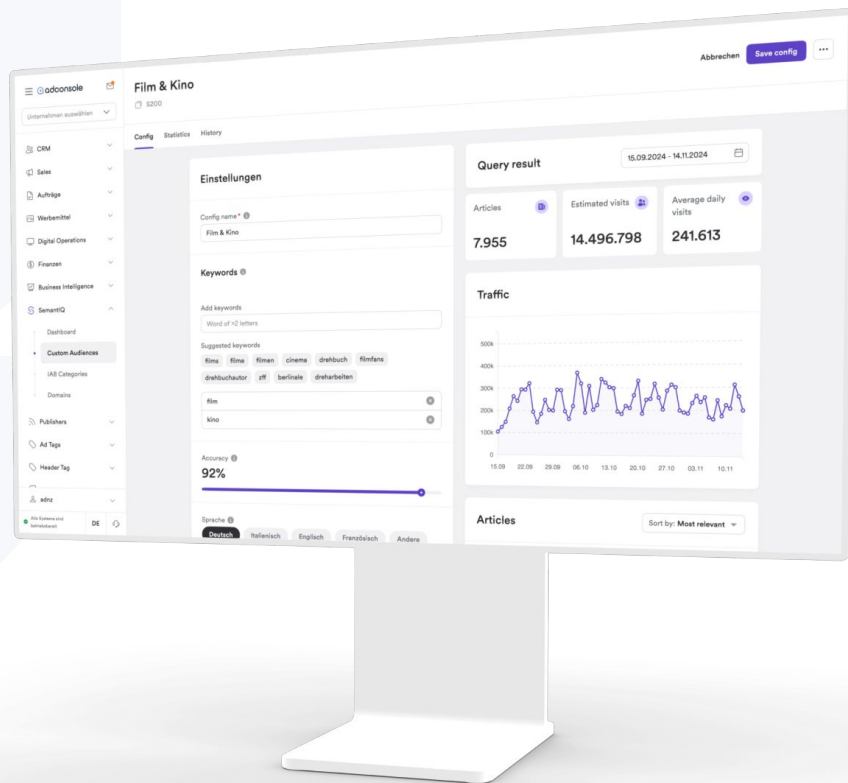 adconsole
Unternehmen auswählen
CRM
Sales
Aufträge
Werbemittel
Digital Operations
Finanzen
Business Intelligence
SemantIQ
Dashboard
Custom Audiences
IAB Categories
Domains
Publishers
Ad Tags
Header Tag
adnz
Alle Systeme sind
betriebsbereit
DE
Film & Kino
5200
Abbrechen
Save config
Config Statistics History
Einstellungen
Config name*
Film & Kino
Keywords
Add keywords
Word of >2 letters
Suggested keywords
films filme filmen cinema drehbuch filmfans
drehbuchautor zff berlinale dreharbeiten
film
kino
Accuracy
92%
Sprache
Deutsch Italienisch Englisch Französisch Andere
Query result
15.09.2024 - 14.11.2024
Articles
7.955
Estimated visits
14.496.798
Average daily
visits
241.613
Traffic
500k
400k
300k
200k
100k
0
15.09 22.09 29.09 06.10 13.10 20.10 27.10 03.11 10.11
Articles
Sort by: Most relevant